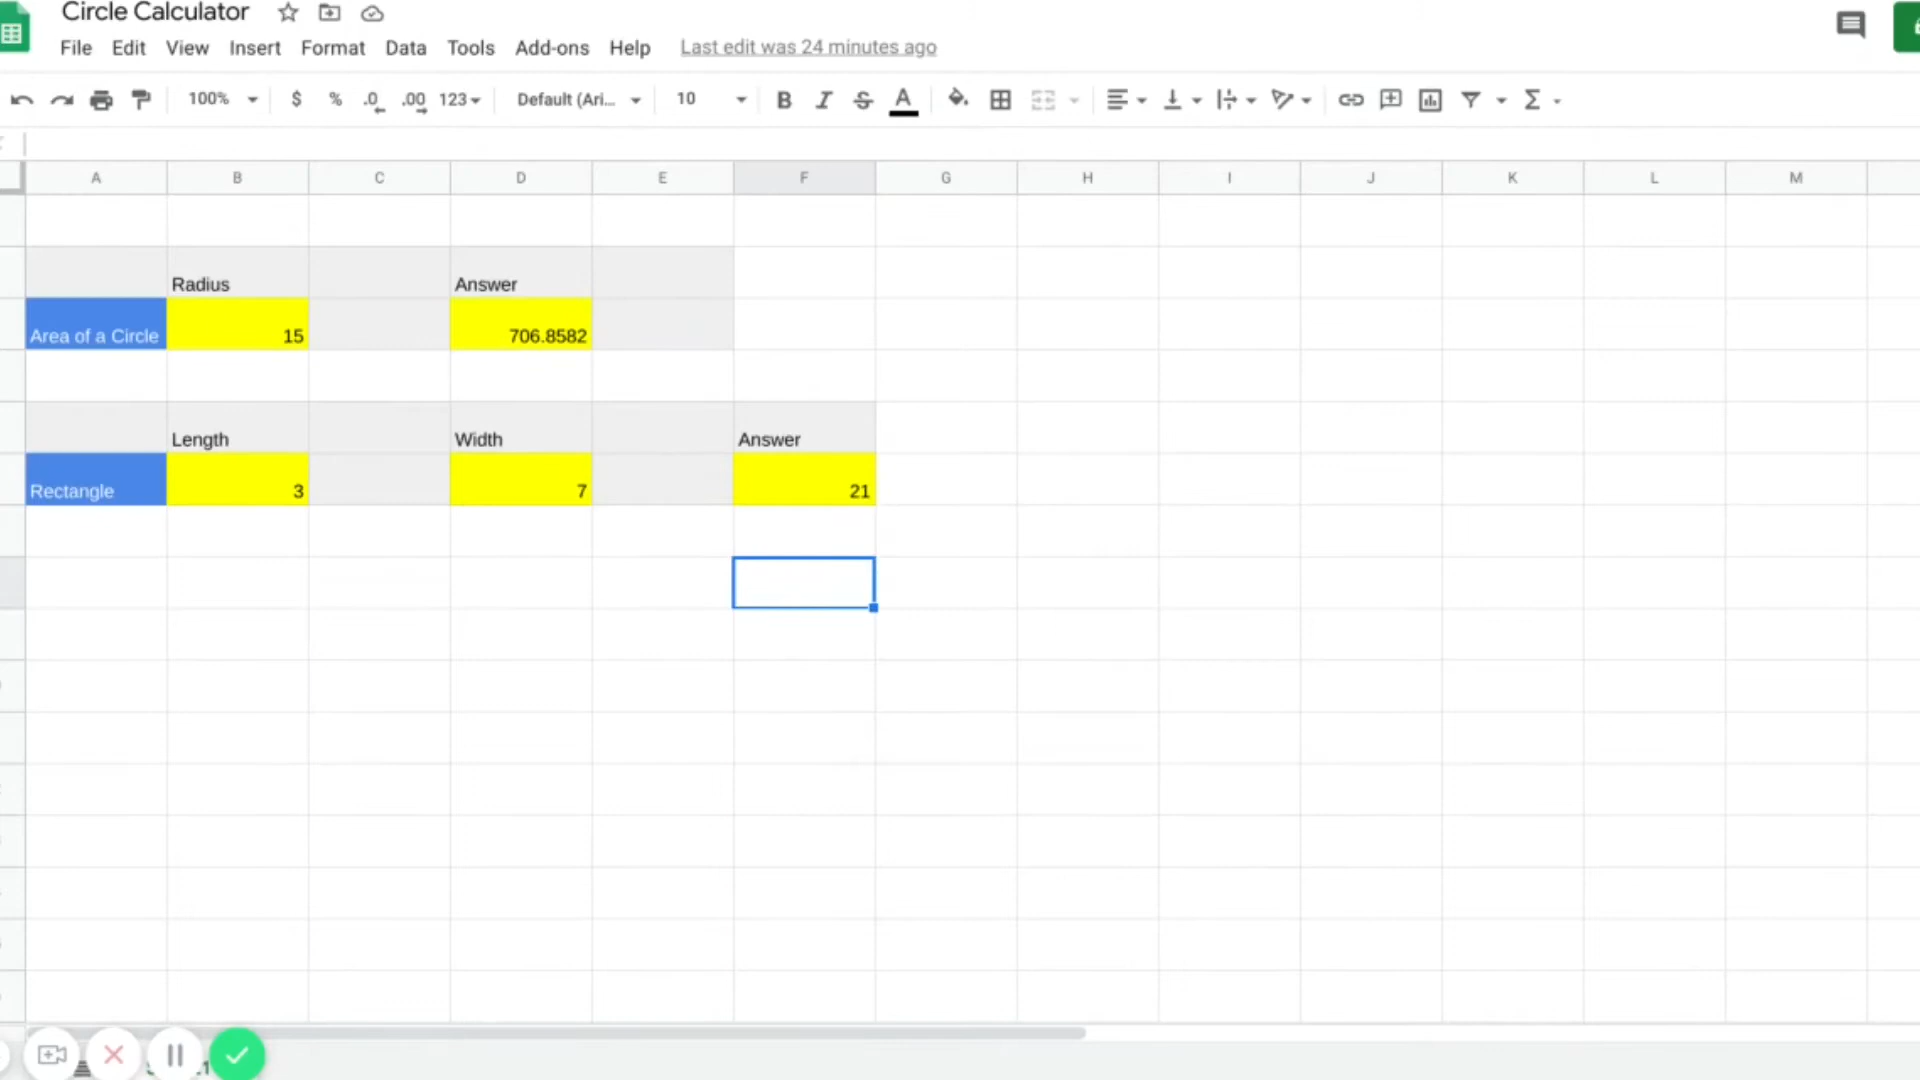 Circle Calculator
File Edit View Insert Format Data Tools Add-ons Help Last edit was 24 minutes ago
100% $ % .0 .00 123 Default (Ari... 10 B I S A
A B C D E F G H I J K L M
Radius Answer
Area of a Circle 15 706.8582
Length Width Answer
Rectangle 3 7 21